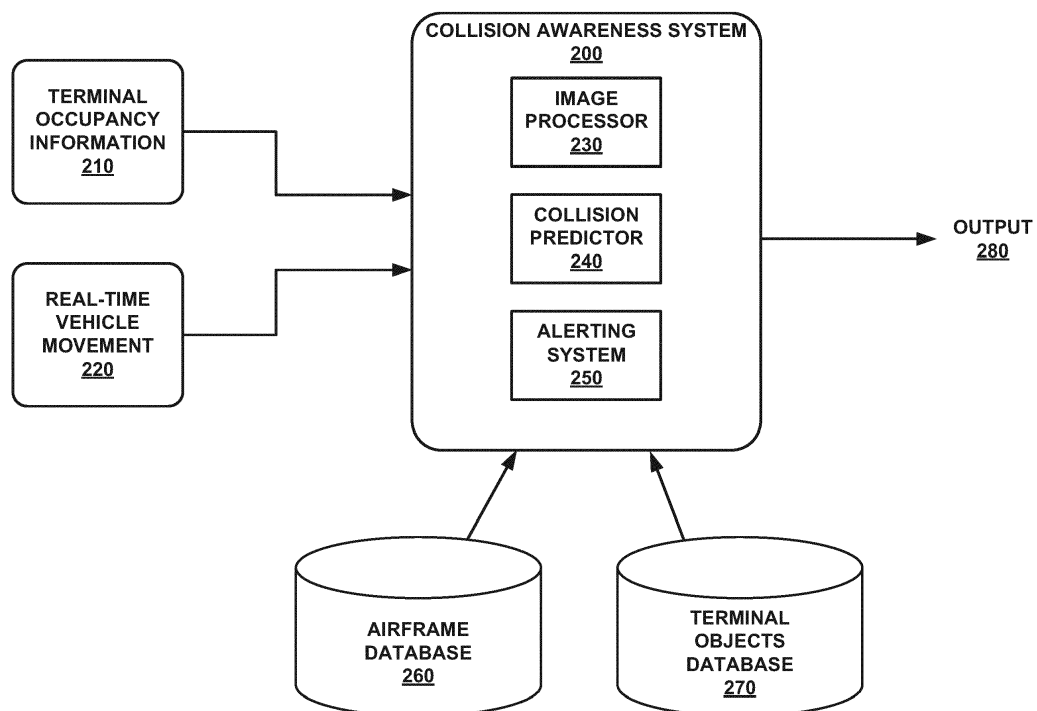 COLLISION AWARENESS SYSTEM
200
TERMINAL
OCCUPANCY
INFORMATION
210
IMAGE
PROCESSOR
230
COLLISION
PREDICTOR
240
OUTPUT
280
REAL-TIME
VEHICLE
MOVEMENT
220
ALERTING
SYSTEM
250
AIRFRAME
DATABASE
260
TERMINAL
OBJECTS
DATABASE
270